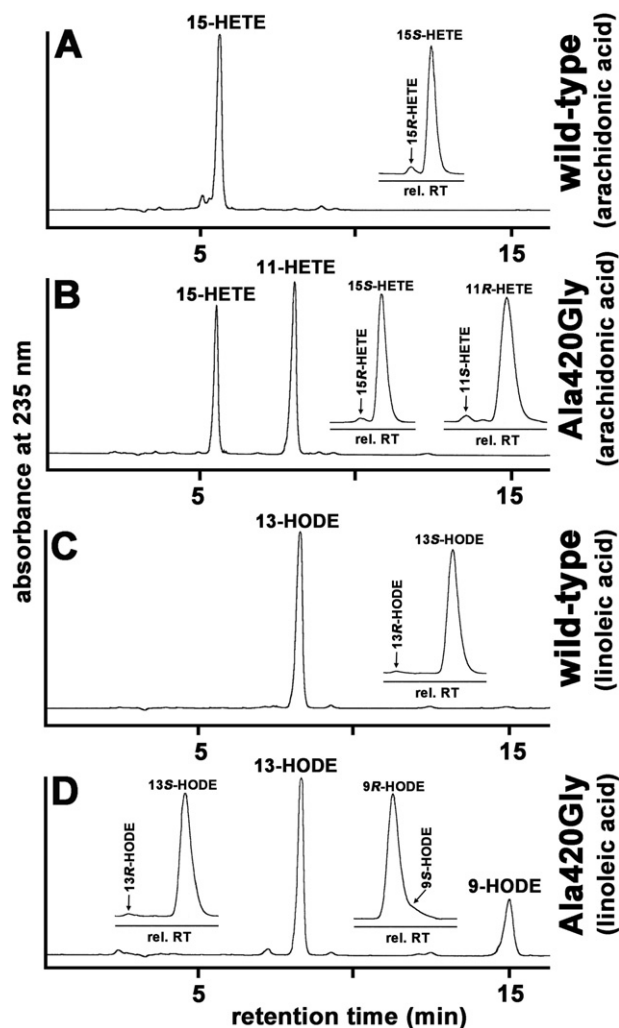 A
15-HETE
15S-HETE
15R-HETE
rel. RT
5
15
wild-type
(arachidonic acid)
B
15-HETE
11-HETE
15S-HETE
15R-HETE
rel. RT
11R-HETE
11S-HETE
rel. RT
5
15
Ala420Gly
(arachidonic acid)
absorbance at 235 nm
C
13-HODE
13S-HODE
13R-HODE
rel. RT
5
15
wild-type
(linoleic acid)
D
13S-HODE
13R-HODE
rel. RT
13-HODE
9R-HODE
9S-HODE
rel. RT
9-HODE
5
15
Ala420Gly
(linoleic acid)
retention time (min)